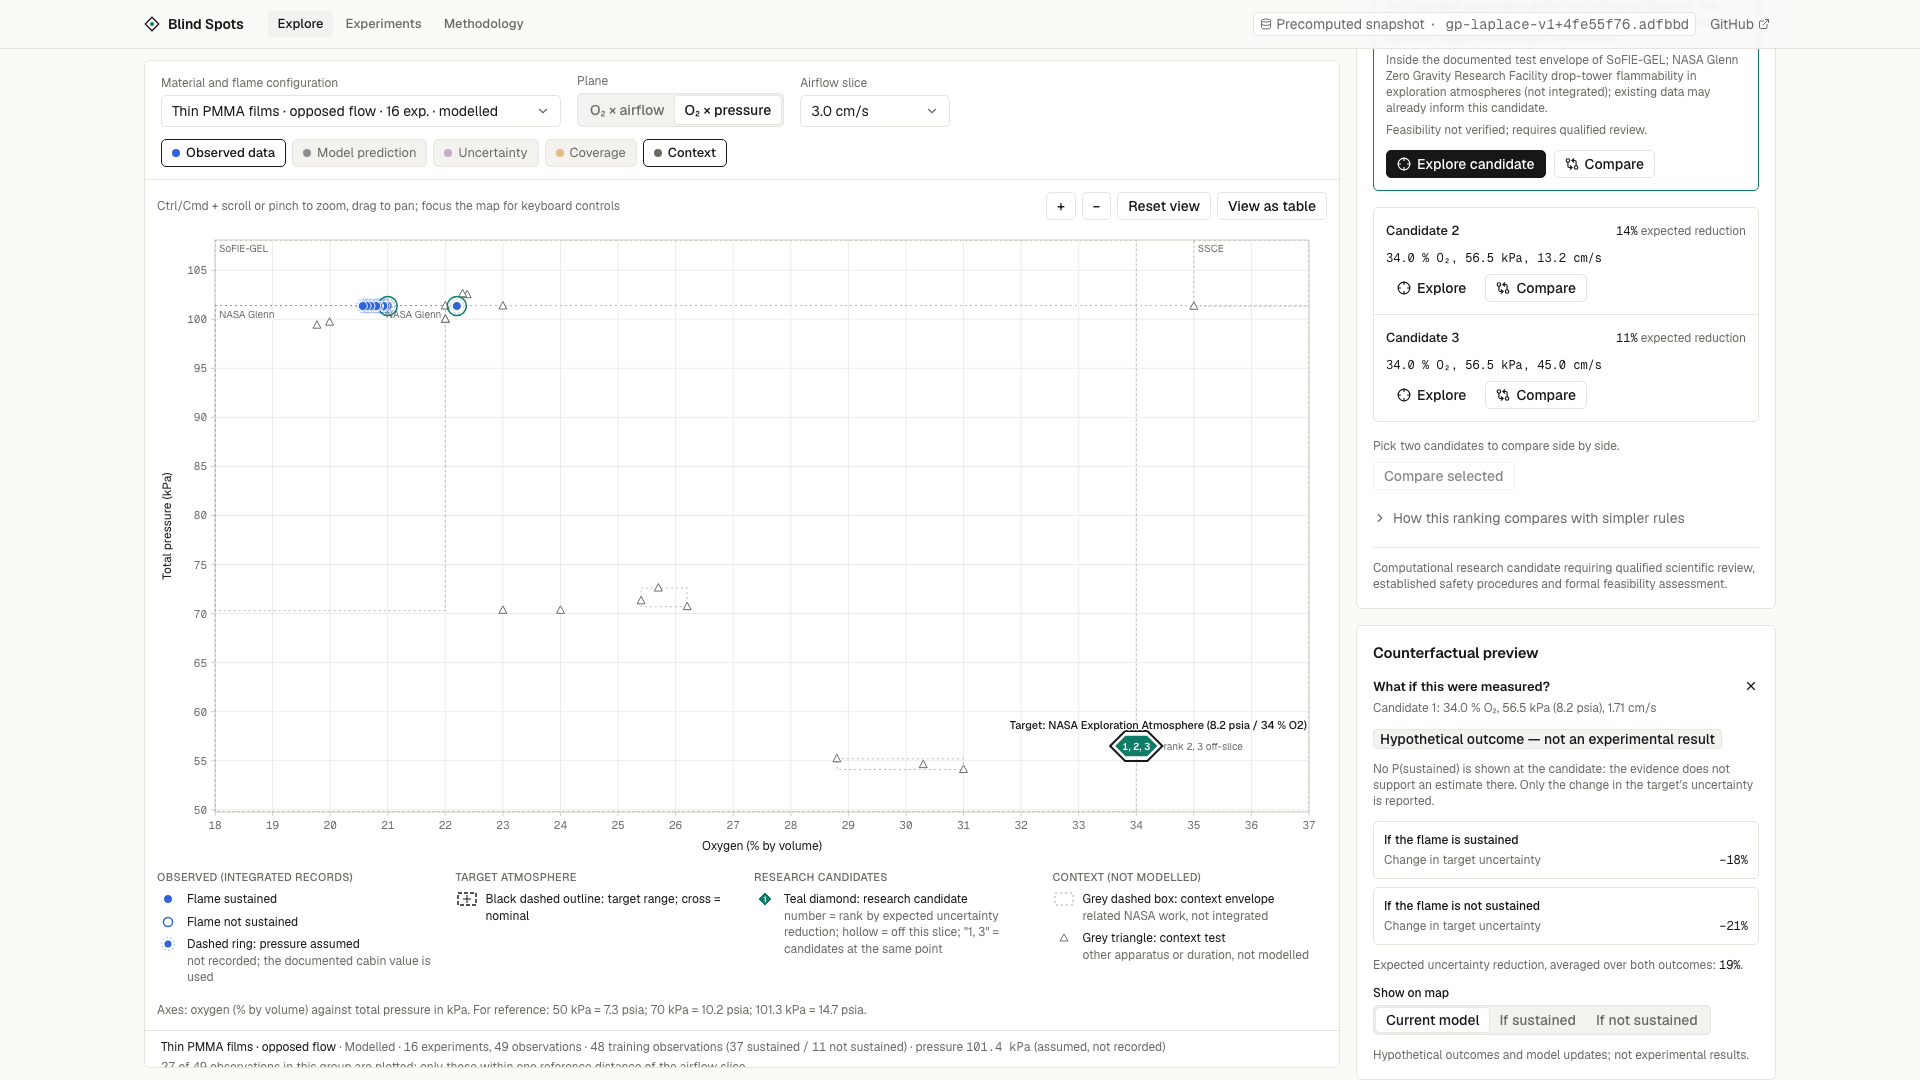 Blind Spots
Explore
Experiments
Methodology
Precomputed snapshot · gp-laplace-v1+4fe55f76.adfbbd
GitHub
Material and flame configuration
Thin PMMA films · opposed flow · 16 exp. · modelled
Plane
O₂ × airflow
O₂ × pressure
Airflow slice
3.0 cm/s
Observed data
Model prediction
Uncertainty
Coverage
Context
Ctrl/Cmd + scroll or pinch to zoom, drag to pan; focus the map for keyboard controls
+
−
Reset view
View as table
SoFIE-GEL
SSCE
NASA Glenn
NASA Glenn
105
100
95
90
85
80
75
70
65
60
55
50
Total pressure (kPa)
Target: NASA Exploration Atmosphere (8.2 psia / 34 % O2)
1, 2, 3
rank 2, 3 off-slice
18
19
20
21
22
23
24
25
26
27
28
29
30
31
32
33
34
35
36
37
Oxygen (% by volume)
OBSERVED (INTEGRATED RECORDS)
Flame sustained
Flame not sustained
Dashed ring: pressure assumed
not recorded; the documented cabin value is
used
TARGET ATMOSPHERE
Black dashed outline: target range; cross =
nominal
RESEARCH CANDIDATES
Teal diamond: research candidate
number = rank by expected uncertainty
reduction; hollow = off this slice; "1, 3" =
candidates at the same point
CONTEXT (NOT MODELLED)
Grey dashed box: context envelope
related NASA work, not integrated
Grey triangle: context test
other apparatus or duration, not modelled
Axes: oxygen (% by volume) against total pressure in kPa. For reference: 50 kPa = 7.3 psia; 70 kPa = 10.2 psia; 101.3 kPa = 14.7 psia.
Thin PMMA films · opposed flow · Modelled · 16 experiments, 49 observations · 48 training observations (37 sustained / 11 not sustained) · pressure 101.4 kPa (assumed, not recorded)
27 of 49 observations in this group are plotted; only those within one reference distance of the airflow slice
Inside the documented test envelope of SoFIE-GEL; NASA Glenn
Zero Gravity Research Facility drop-tower flammability in
exploration atmospheres (not integrated); existing data may
already inform this candidate.
Feasibility not verified; requires qualified review.
Explore candidate
Compare
Candidate 2
14% expected reduction
34.0 % O₂, 56.5 kPa, 13.2 cm/s
Explore
Compare
Candidate 3
11% expected reduction
34.0 % O₂, 56.5 kPa, 45.0 cm/s
Explore
Compare
Pick two candidates to compare side by side.
Compare selected
How this ranking compares with simpler rules
Computational research candidate requiring qualified scientific review,
established safety procedures and formal feasibility assessment.
Counterfactual preview
What if this were measured?
Candidate 1: 34.0 % O₂, 56.5 kPa (8.2 psia), 1.71 cm/s
Hypothetical outcome — not an experimental result
No P(sustained) is shown at the candidate: the evidence does not
support an estimate there. Only the change in the target's uncertainty
is reported.
If the flame is sustained
Change in target uncertainty
−18%
If the flame is not sustained
Change in target uncertainty
−21%
Expected uncertainty reduction, averaged over both outcomes: 19%.
Show on map
Current model
If sustained
If not sustained
Hypothetical outcomes and model updates; not experimental results.